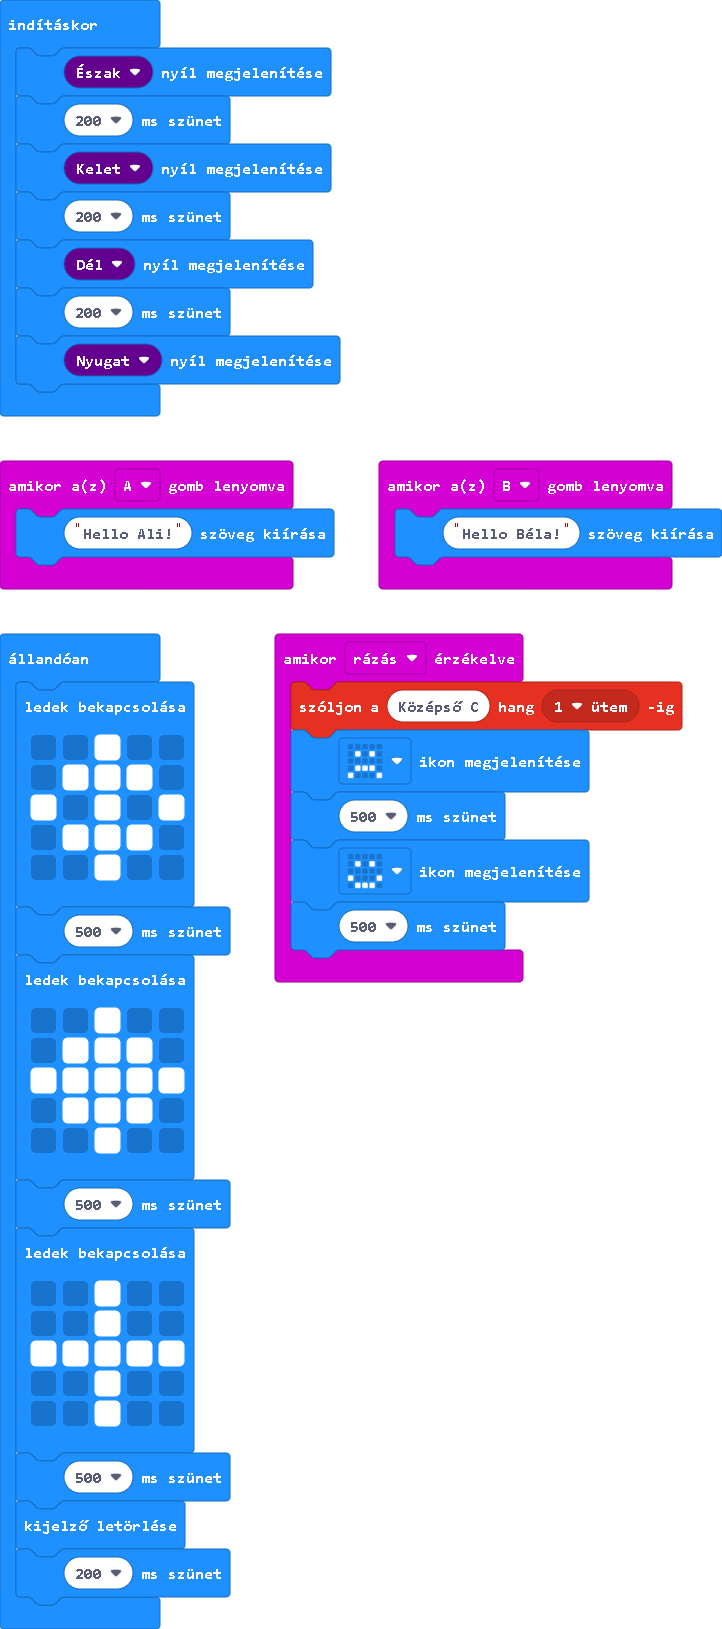 indításkor
Észak nyíl megjelenítése
200 ms szünet
Kelet nyíl megjelenítése
200 ms szünet
Dél nyíl megjelenítése
200 ms szünet
Nyugat nyíl megjelenítése
amikor a(z) A gomb lenyomva
"Hello Ali!" szöveg kiírása
amikor a(z) B gomb lenyomva
"Hello Béla!" szöveg kiírása
állandóan
ledek bekapcsolása
500 ms szünet
ledek bekapcsolása
500 ms szünet
ledek bekapcsolása
500 ms szünet
kijelző letörlése
200 ms szünet
amikor rázás érzékelve
szóljon a Középső C hang 1 ütem -ig
ikon megjelenítése
500 ms szünet
ikon megjelenítése
500 ms szünet